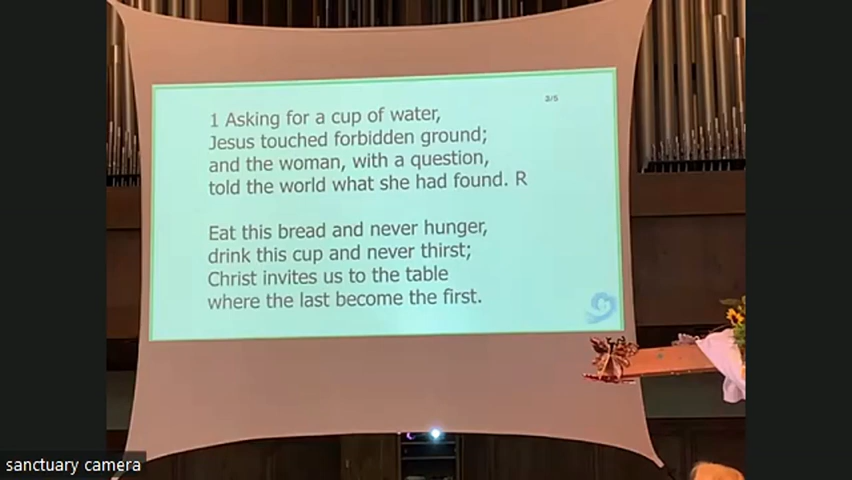 3/5
1 Asking for a cup of water,
Jesus touched forbidden ground;
and the woman, with a question,
told the world what she had found. R
Eat this bread and never hunger,
drink this cup and never thirst;
Christ invites us to the table
where the last become the first.
sanctuary camera